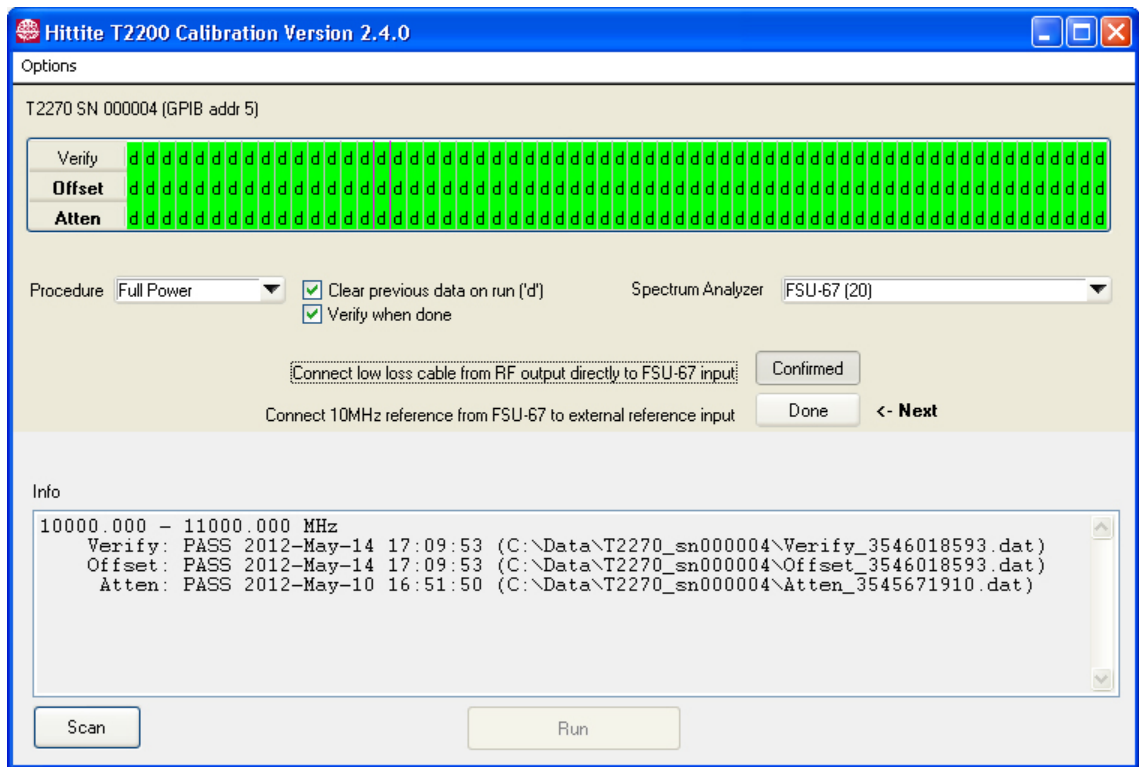 Hittite T2200 Calibration Version 2.4.0
Options
T2270 SN 000004 (GPIB addr 5)
Verify d d d d d d d d d d d d d d d d d d d d d d d d d d d d d d d d d d d d d d d d d d d d d d d d d d d d d d d d d d d d
Offset d d d d d d d d d d d d d d d d d d d d d d d d d d d d d d d d d d d d d d d d d d d d d d d d d d d d d d d d d d d d
Atten d d d d d d d d d d d d d d d d d d d d d d d d d d d d d d d d d d d d d d d d d d d d d d d d d d d d d d d d d d d d
Procedure Full Power Clear previous data on run ('d') Spectrum Analyzer FSU-67 (20)
Verify when done
Connect low loss cable from RF output directly to FSU-67 input Confirmed
Connect 10MHz reference from FSU-67 to external reference input Done <- Next
Info
10000.000 - 11000.000 MHz
Verify: PASS 2012-May-14 17:09:53 (C:\Data\T2270_sn000004\Verify_3546018593.dat)
Offset: PASS 2012-May-14 17:09:53 (C:\Data\T2270_sn000004\Offset_3546018593.dat)
Atten: PASS 2012-May-10 16:51:50 (C:\Data\T2270_sn000004\Atten_3545671910.dat)
Scan Run